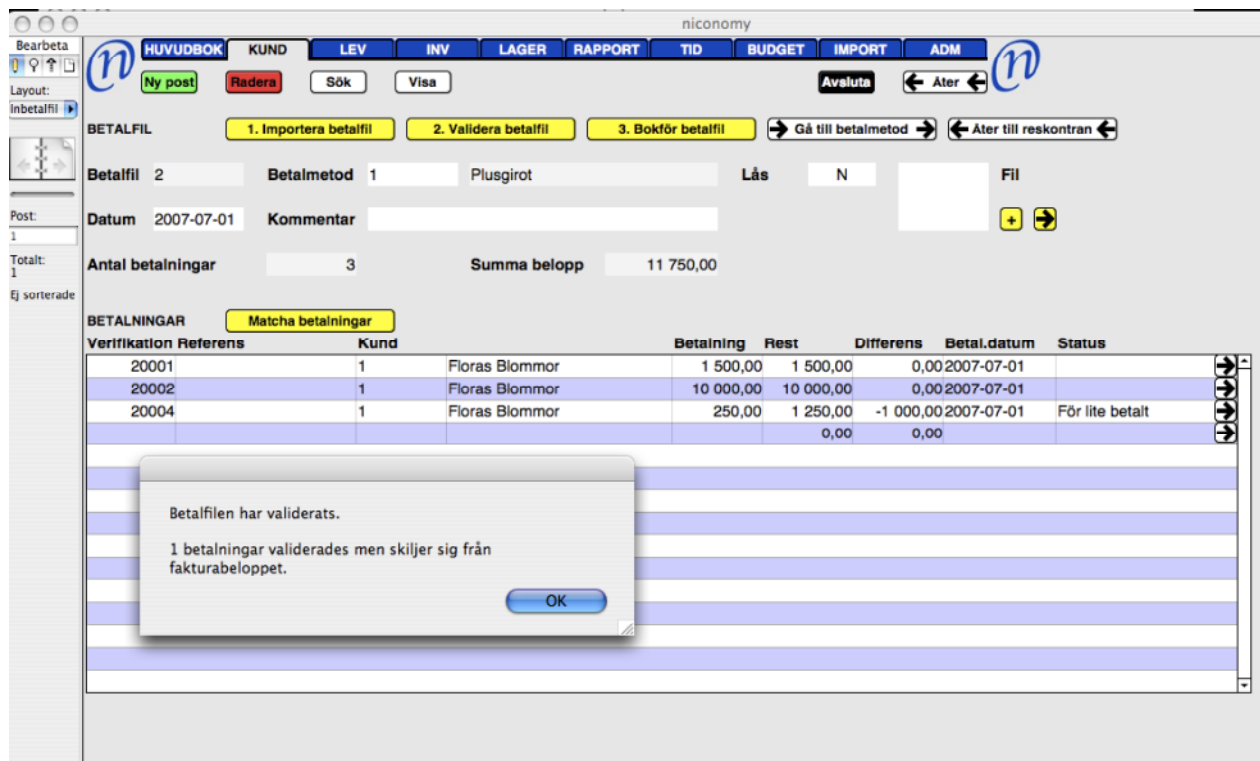 niconomy
Bearbeta
HUVUDBOK KUND LEV INV LAGER RAPPORT TID BUDGET IMPORT ADM
n n
Ny post Radera Sök Visa Avsluta Åter
Layout:
Inbetalfil
BETALFIL 1. Importera betalfil 2. Validera betalfil 3. Bokför betalfil Gå till betalmetod Åter till reskontran
Betalfil 2 Betalmetod 1 Plusgirot Lås N Fil
Post:
1
Datum 2007-07-01 Kommentar +
Totalt:
1
Antal betalningar 3 Summa belopp 11 750,00
Ej sorterade
BETALNINGAR Matcha betalningar
Verifikation Referens Kund Betalning Rest Differens Betal.datum Status
20001 1 Floras Blommor 1 500,00 1 500,00 0,00 2007-07-01
20002 1 Floras Blommor 10 000,00 10 000,00 0,00 2007-07-01
20004 1 Floras Blommor 250,00 1 250,00 -1 000,00 2007-07-01 För lite betalt
0,00 0,00
Betalfilen har validerats.
1 betalningar validerades men skiljer sig från
fakturabeloppet.
OK